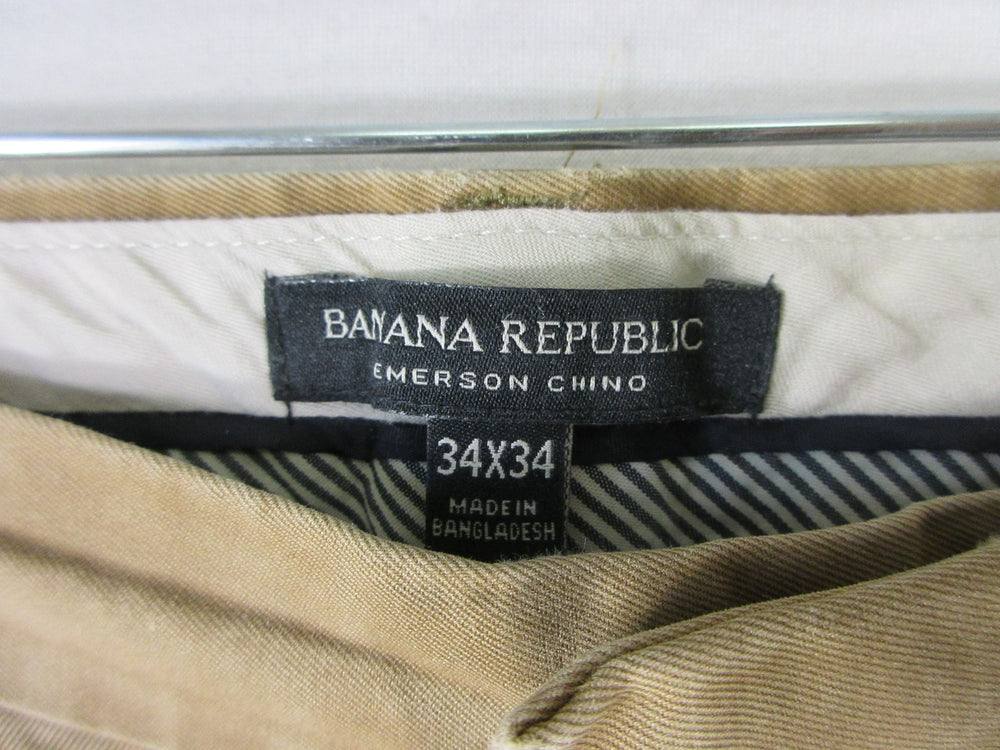 BANANA REPUBLIC
EMERSON CHINO
34X34
MADE IN
BANGLADESH